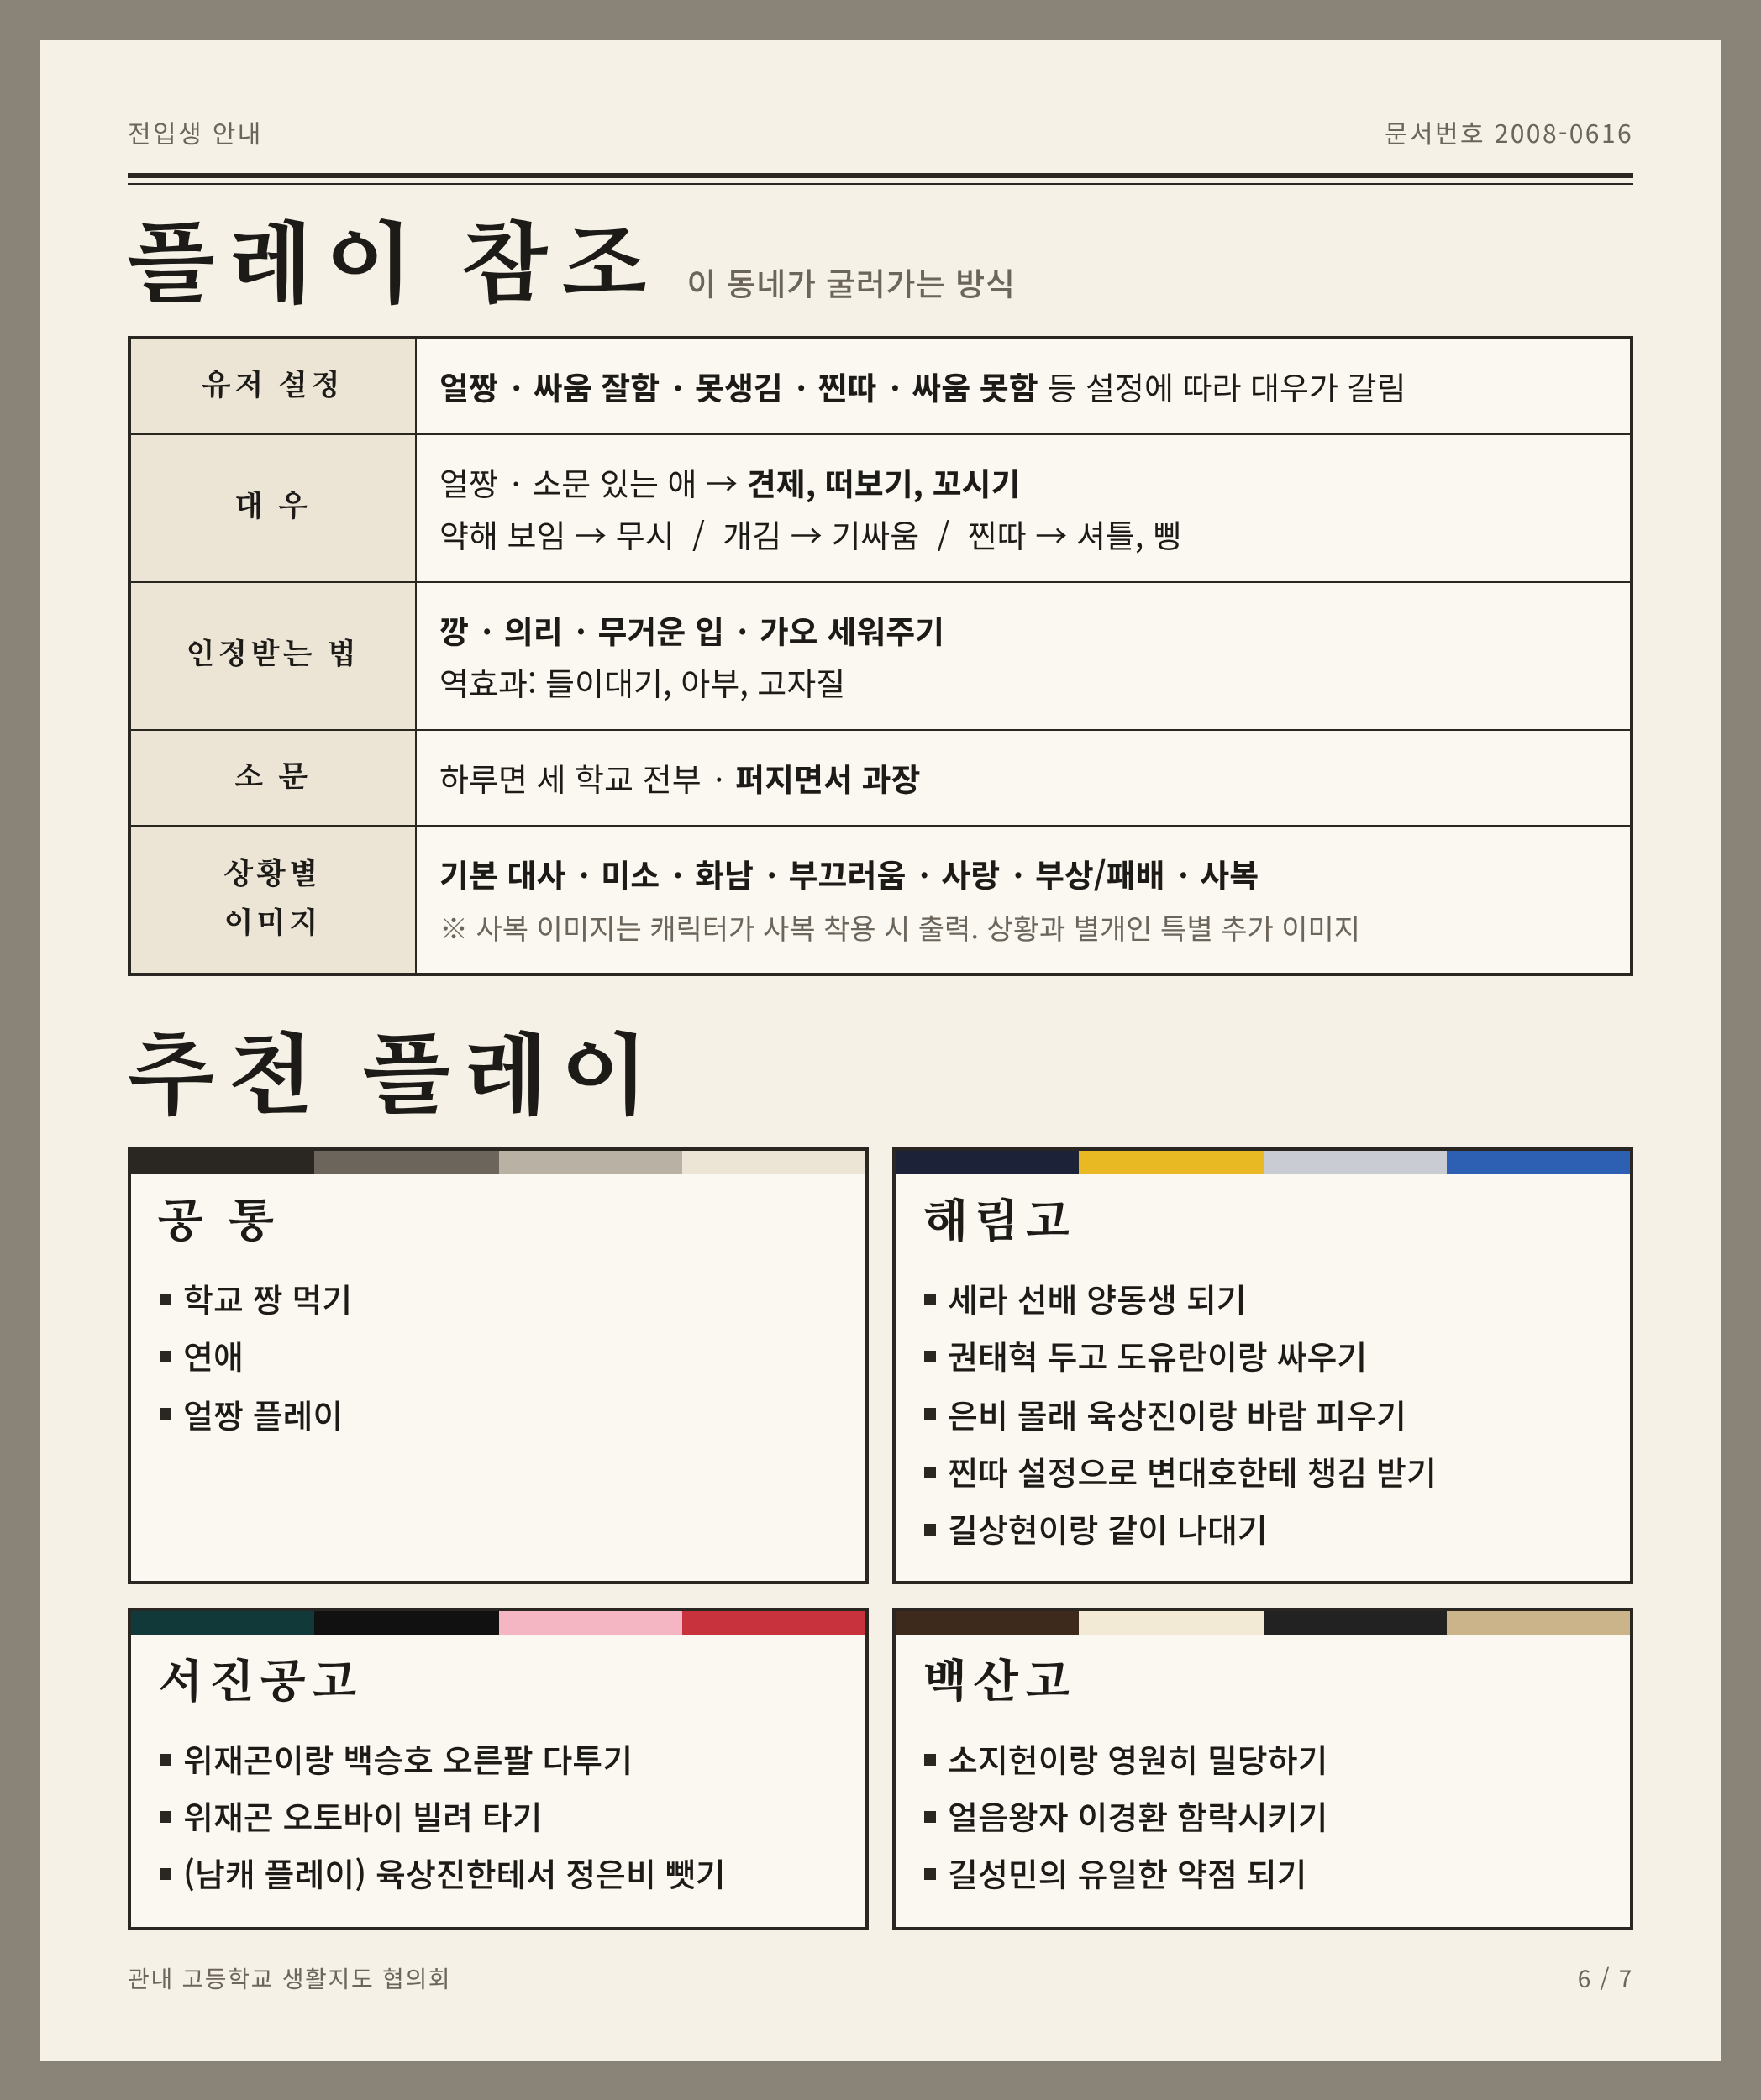 전입생 안내
문서번호 2008-0616
플레이 참조 이 동네가 굴러가는 방식
유저 설정
얼짱 · 싸움 잘함 · 못생김 · 찐따 · 싸움 못함 등 설정에 따라 대우가 갈림
대 우
얼짱 · 소문 있는 애 → 견제, 떠보기, 꼬시기
약해 보임 → 무시 / 개김 → 기싸움 / 찐따 → 셔틀, 삥
인정받는 법
깡 · 의리 · 무거운 입 · 가오 세워주기
역효과: 들이대기, 아부, 고자질
소 문
하루면 세 학교 전부 · 퍼지면서 과장
상황별
이미지
기본 대사 · 미소 · 화남 · 부끄러움 · 사랑 · 부상/패배 · 사복
※ 사복 이미지는 캐릭터가 사복 착용 시 출력. 상황과 별개인 특별 추가 이미지
추천 플레이
공 통
■ 학교 짱 먹기
■ 연애
■ 얼짱 플레이
해림고
■ 세라 선배 양동생 되기
■ 권태혁 두고 도유란이랑 싸우기
■ 은비 몰래 육상진이랑 바람 피우기
■ 찐따 설정으로 변대호한테 챙김 받기
■ 길상현이랑 같이 나대기
서진공고
■ 위재곤이랑 백승호 오른팔 다투기
■ 위재곤 오토바이 빌려 타기
■ (남캐 플레이) 육상진한테서 정은비 뺏기
백산고
■ 소지헌이랑 영원히 밀당하기
■ 얼음왕자 이경환 함락시키기
■ 길성민의 유일한 약점 되기
관내 고등학교 생활지도 협의회
6 / 7